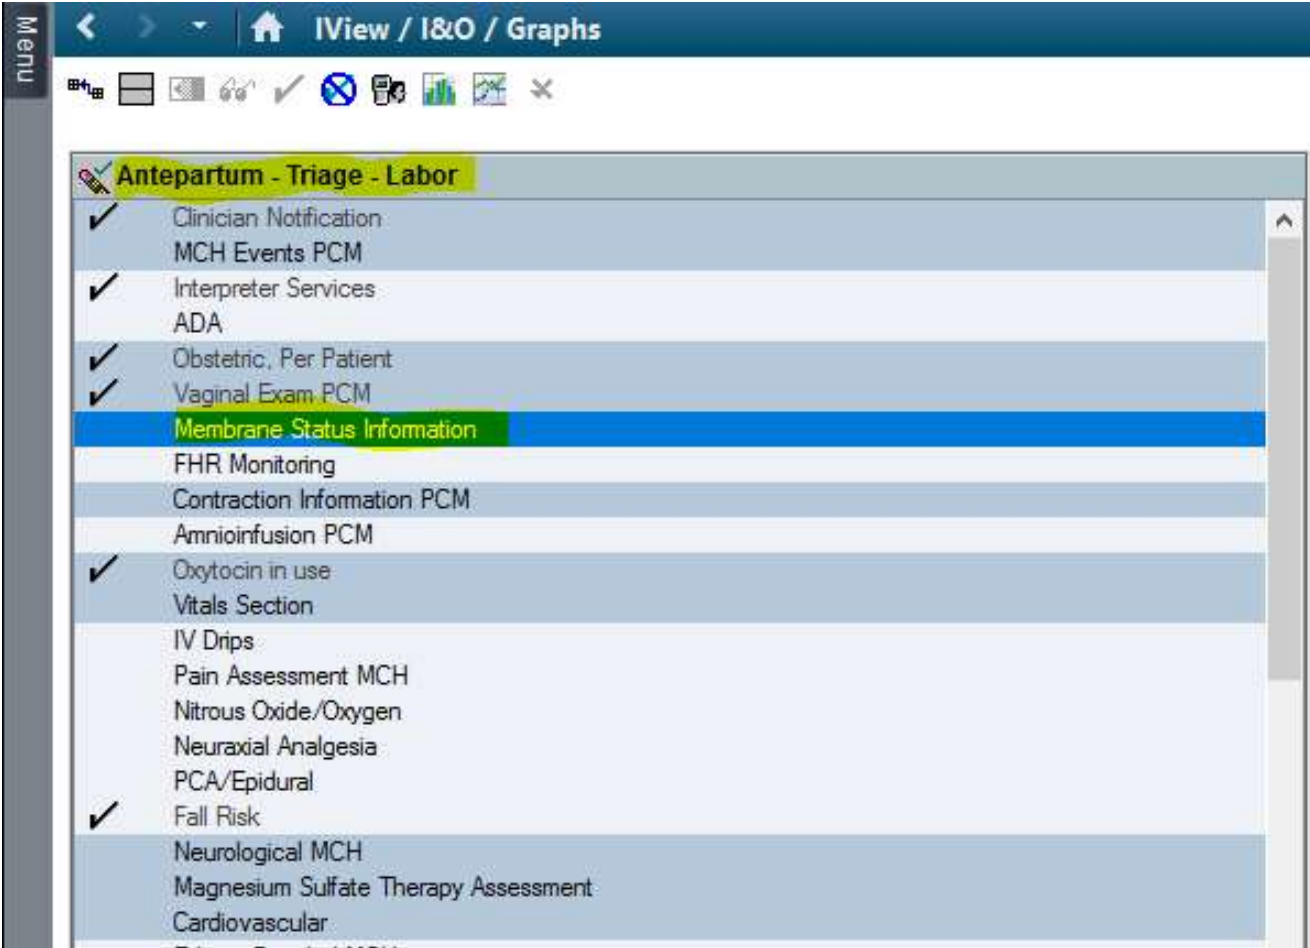 Menu
IView / I&O / Graphs
Antepartum - Triage - Labor
Clinician Notification
MCH Events PCM
Interpreter Services
ADA
Obstetric, Per Patient
Vaginal Exam PCM
Membrane Status Information
FHR Monitoring
Contraction Information PCM
Amnioinfusion PCM
Oxytocin in use
Vitals Section
IV Drips
Pain Assessment MCH
Nitrous Oxide/Oxygen
Neuraxial Analgesia
PCA/Epidural
Fall Risk
Neurological MCH
Magnesium Sulfate Therapy Assessment
Cardiovascular